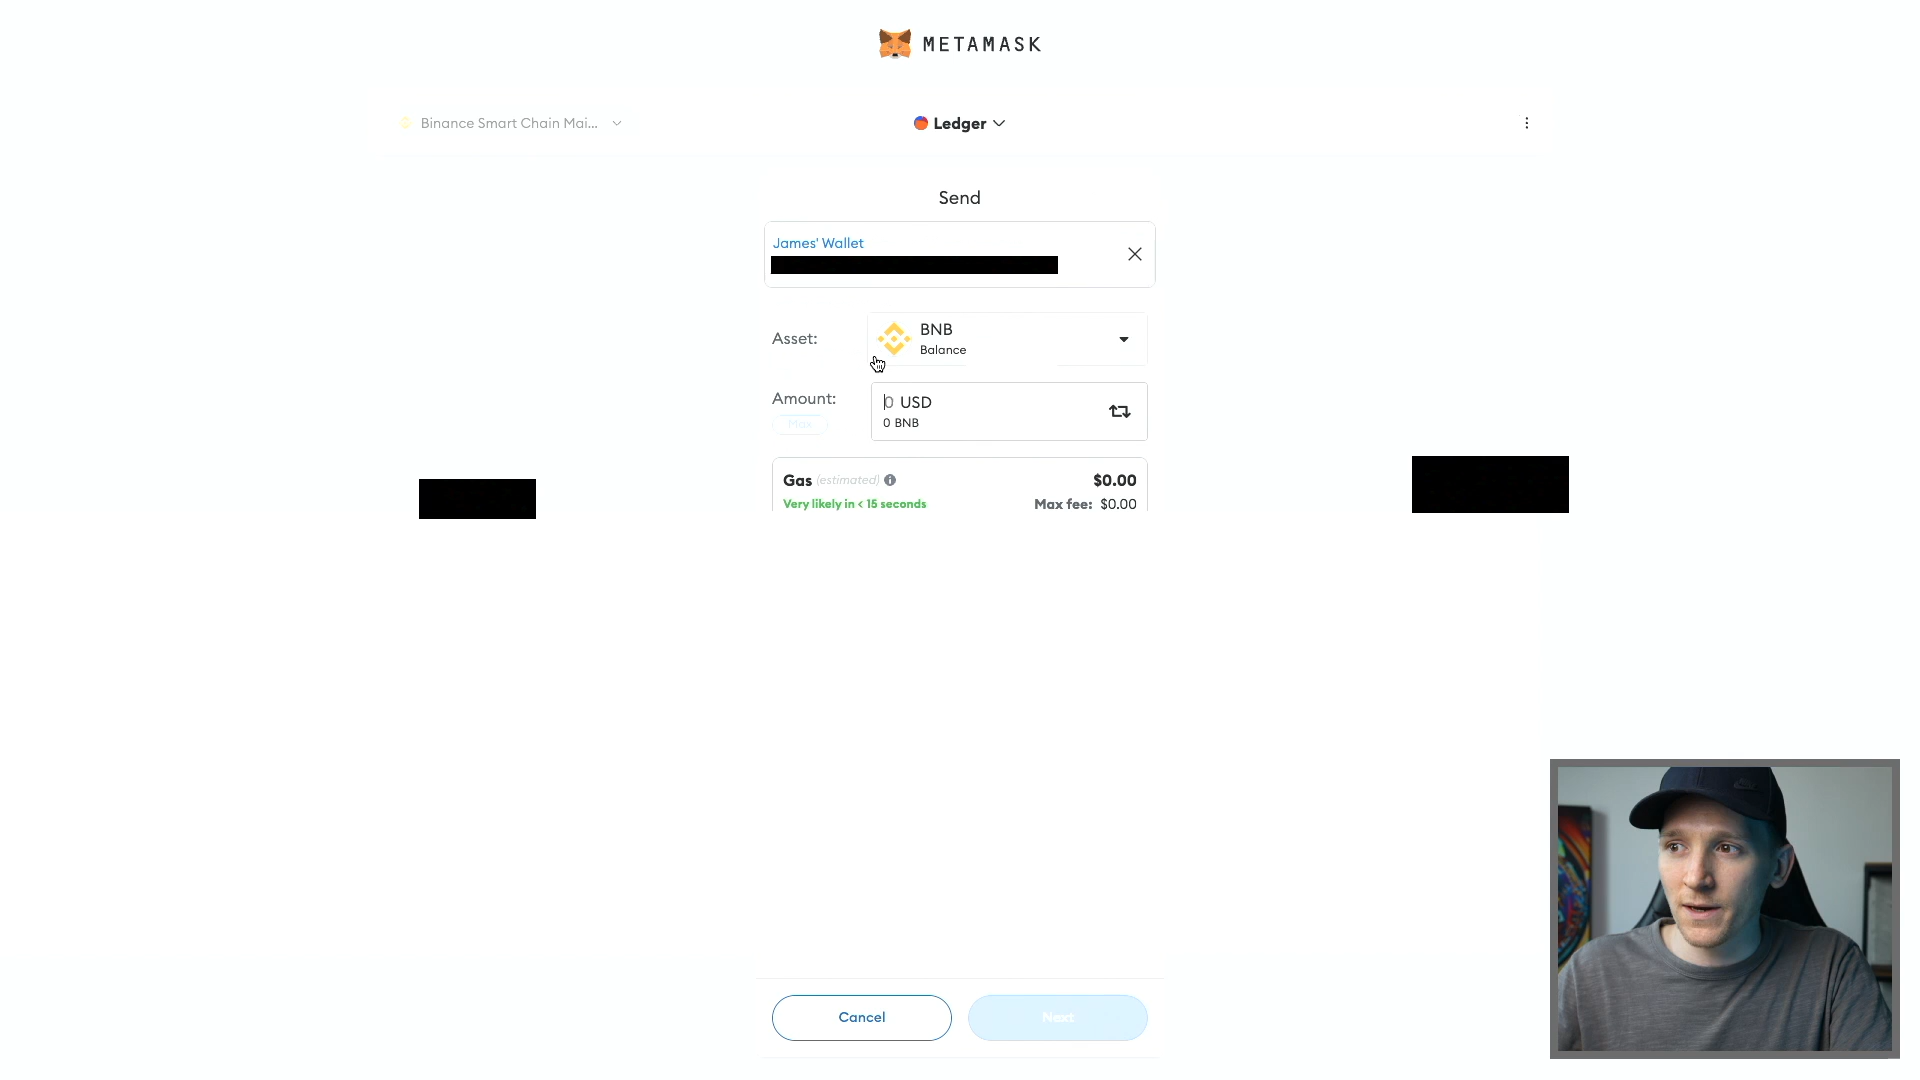 METAMASK
Binance Smart Chain Mai...
Ledger
Send
James' Wallet
Asset:
BNB
Balance
Amount:
Max
0 USD
0 BNB
Gas (estimated) $0.00
Very likely in < 15 seconds Max fee: $0.00
Cancel
Next